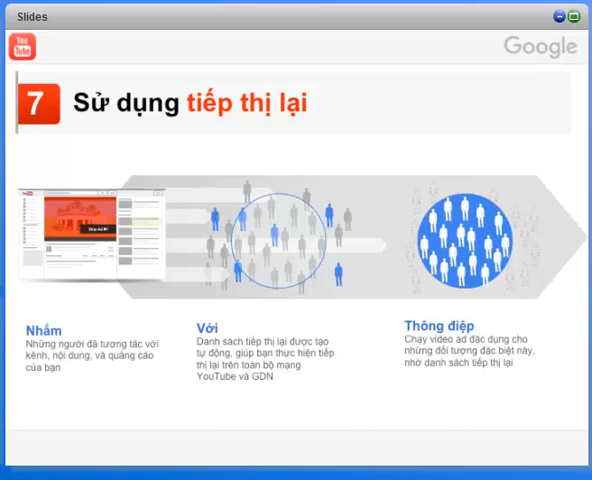 Slides
You
Tube
Google
7 Sử dụng tiếp thị lại
Nhắm
Những người đã tương tác với
kênh, nội dung, và quảng cáo
của bạn
Với
Danh sách tiếp thị lại được tạo
tự động, giúp bạn thực hiện tiếp
thị lại trên toàn bộ mạng
YouTube và GDN
Thông điệp
Chạy video ad đặc dụng cho
những đối tượng đặc biệt này,
nhờ danh sách tiếp thị lại